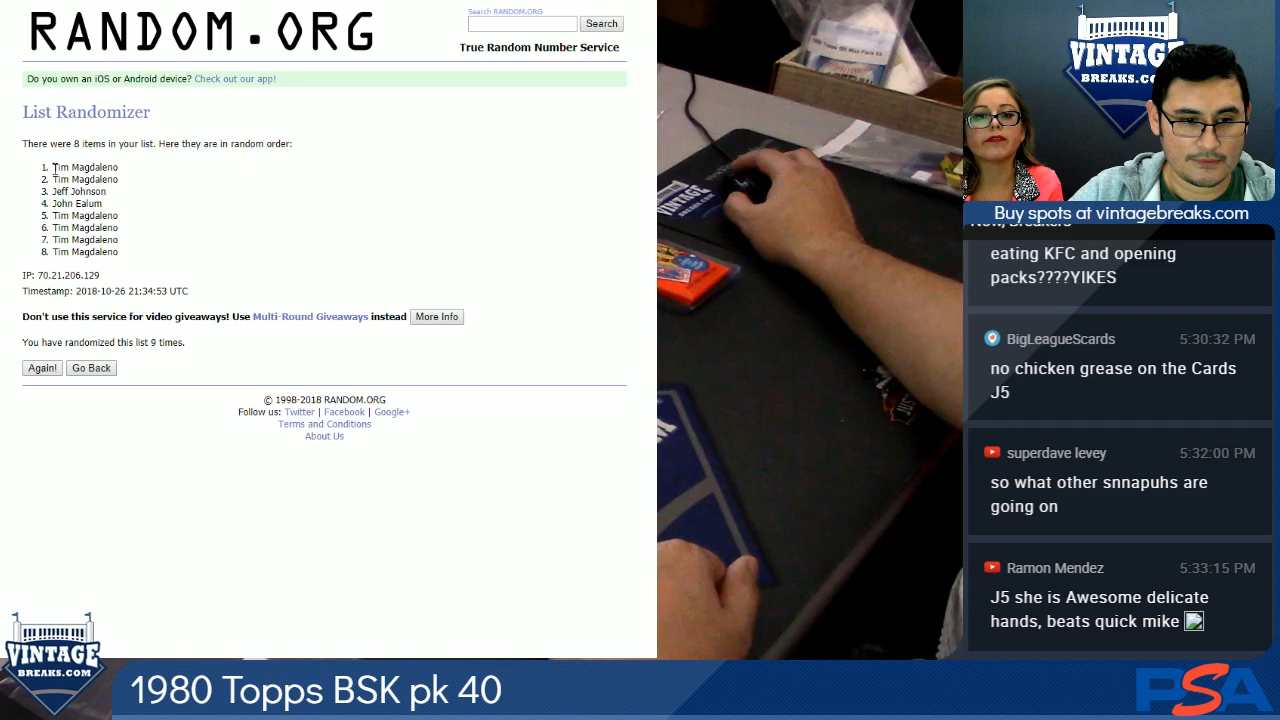 RANDOM.ORG
Search RANDOM.ORG
Search
True Random Number Service
Do you own an iOS or Android device? Check out our app!
List Randomizer
There were 8 items in your list. Here they are in random order:
1. Tim Magdaleno
2. Tim Magdaleno
3. Jeff Johnson
4. John Ealum
5. Tim Magdaleno
6. Tim Magdaleno
7. Tim Magdaleno
8. Tim Magdaleno
IP: 70.21.206.129
Timestamp: 2018-10-26 21:34:53 UTC
Don't use this service for video giveaways! Use Multi-Round Giveaways instead More Info
You have randomized this list 9 times.
Again! Go Back
© 1998-2018 RANDOM.ORG
Follow us: Twitter | Facebook | Google+
Terms and Conditions
About Us
VINTAGE
VINTAGE
BREAKS.C
Buy spots at vintagebreaks.com
eating KFC and opening
packs????YIKES
BigLeagueScards 5:30:32 PM
no chicken grease on the Cards
J5
superdave levey 5:32:00 PM
so what other snnapuhs are
going on
Ramon Mendez 5:33:15 PM
J5 she is Awesome delicate
hands, beats quick mike
VINTAGE
BREAKS.COM
1980 Topps BSK pk 40
PSA